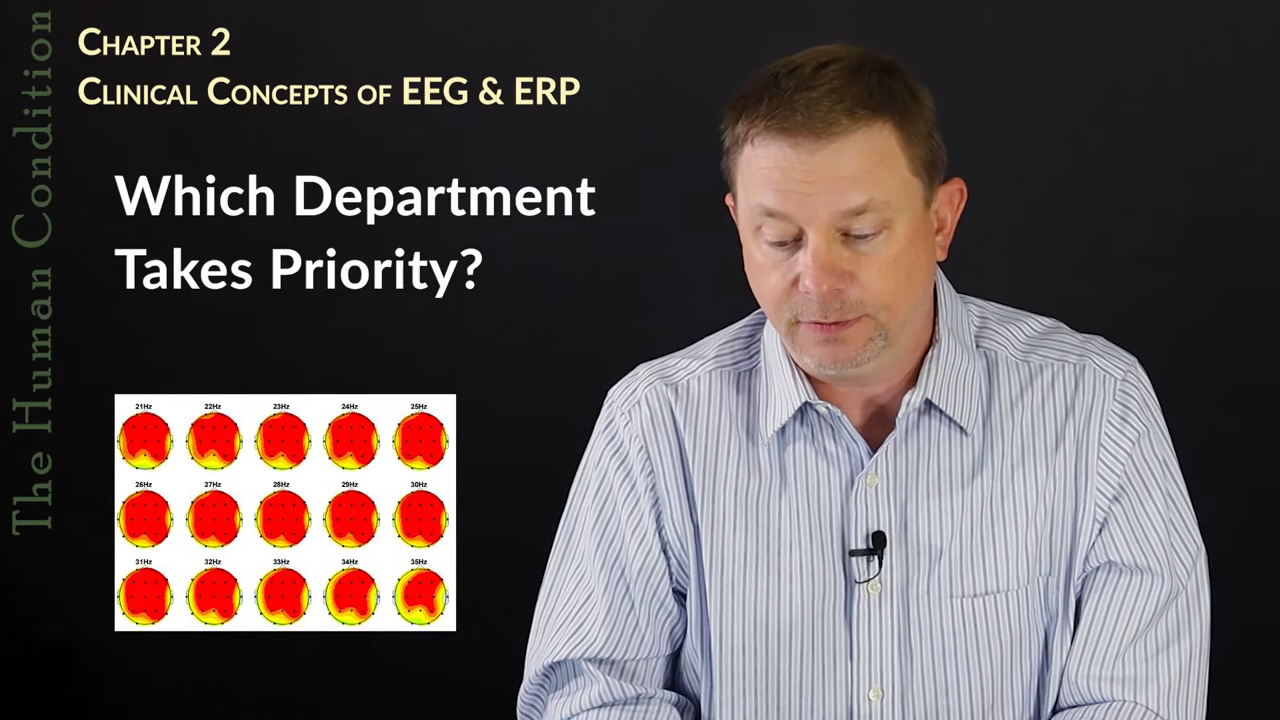 The Human Condition
Chapter 2
Clinical Concepts of EEG & ERP
Which Department
Takes Priority?
21Hz 22Hz 23Hz 24Hz 25Hz
26Hz 27Hz 28Hz 29Hz 30Hz
31Hz 32Hz 33Hz 34Hz 35Hz